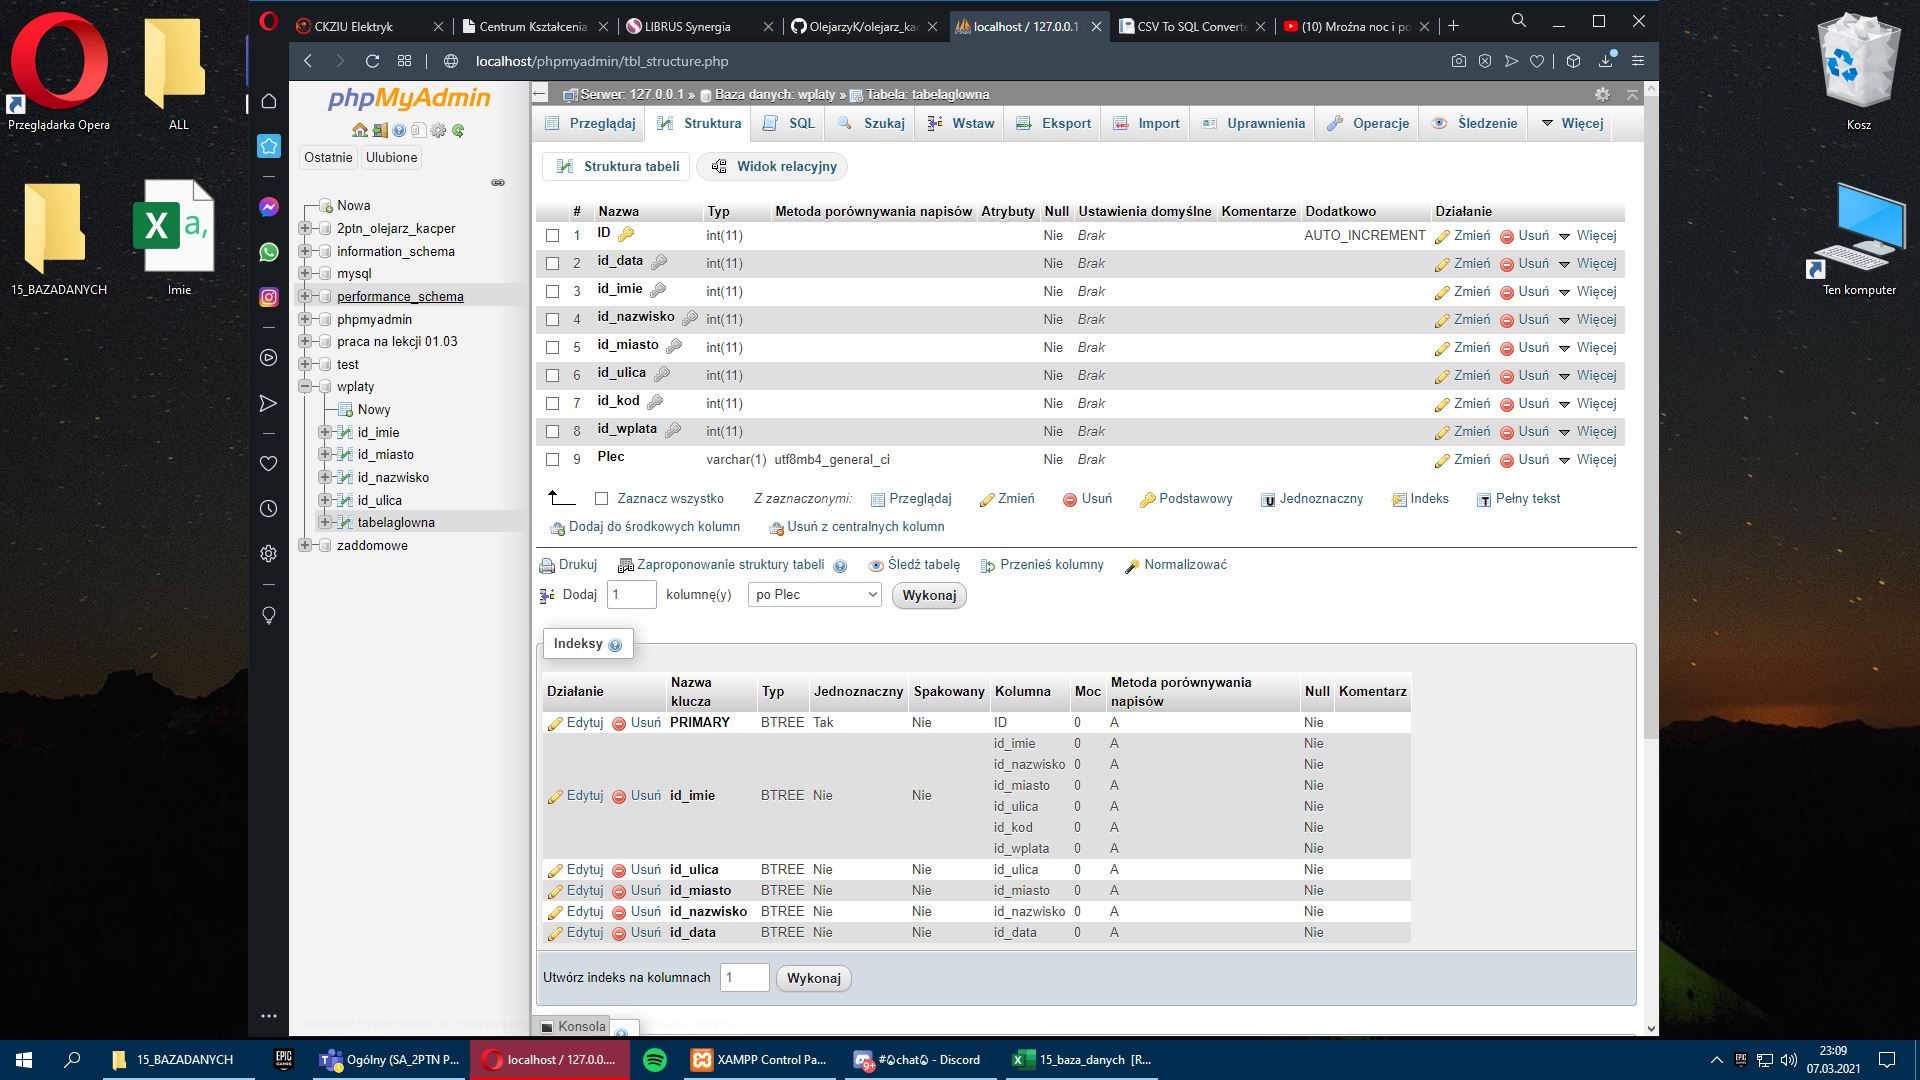 CKZiU Elektryk
Centrum Kształcenia
LIBRUS Synergia
OlejarzyK/olejarz_kac
localhost / 127.0.0.1
CSV To SQL Converte
(10) Mroźna noc i po
localhost/phpmyadmin/tbl_structure.php
Przeglądarka Opera
ALL
15_BAZADANYCH
Imie
Kosz
Ten komputer
phpMyAdmin
Ostatnie
Ulubione
Nowa
2ptn_olejarz_kacper
information_schema
mysql
performance_schema
phpmyadmin
praca na lekcji 01.03
test
wplaty
Nowy
id_imie
id_miasto
id_nazwisko
id_ulica
tabelaglowna
zaddomowe
Serwer: 127.0.0.1 » Baza danych: wplaty » Tabela: tabelaglowna
Przeglądaj Struktura SQL Szukaj Wstaw Eksport Import Uprawnienia Operacje Śledzenie Więcej
Struktura tabeli Widok relacyjny
# Nazwa Typ Metoda porównywania napisów Atrybuty Null Ustawienia domyślne Komentarze Dodatkowo Działanie
1 ID int(11) Nie Brak AUTO_INCREMENT Zmień Usuń Więcej
2 id_data int(11) Nie Brak Zmień Usuń Więcej
3 id_imie int(11) Nie Brak Zmień Usuń Więcej
4 id_nazwisko int(11) Nie Brak Zmień Usuń Więcej
5 id_miasto int(11) Nie Brak Zmień Usuń Więcej
6 id_ulica int(11) Nie Brak Zmień Usuń Więcej
7 id_kod int(11) Nie Brak Zmień Usuń Więcej
8 id_wplata int(11) Nie Brak Zmień Usuń Więcej
9 Plec varchar(1) utf8mb4_general_ci Nie Brak Zmień Usuń Więcej
Zaznacz wszystko Z zaznaczonymi: Przeglądaj Zmień Usuń Podstawowy Jednoznaczny Indeks Pełny tekst
Dodaj do środkowych kolumn Usuń z centralnych kolumn
Drukuj Zaproponowanie struktury tabeli Śledź tabelę Przenieś kolumny Normalizować
Dodaj 1 kolumnę(y) po Plec Wykonaj
Indeksy
Działanie Nazwa klucza Typ Jednoznaczny Spakowany Kolumna Moc Metoda porównywania napisów Null Komentarz
Edytuj Usuń PRIMARY BTREE Tak Nie ID 0 A Nie
id_imie 0 A Nie
id_nazwisko 0 A Nie
id_miasto 0 A Nie
Edytuj Usuń id_imie BTREE Nie Nie
id_ulica 0 A Nie
id_kod 0 A Nie
id_wplata 0 A Nie
Edytuj Usuń id_ulica BTREE Nie Nie id_ulica 0 A Nie
Edytuj Usuń id_miasto BTREE Nie Nie id_miasto 0 A Nie
Edytuj Usuń id_nazwisko BTREE Nie Nie id_nazwisko 0 A Nie
Edytuj Usuń id_data BTREE Nie Nie id_data 0 A Nie
Utwórz indeks na kolumnach 1 Wykonaj
Konsola
15_BAZADANYCH
EPIC GAMES
Ogólny (SA_2PTN P...
localhost / 127.0.0....
XAMPP Control Pa...
#♤chat♤ - Discord
15_baza_danych [R...
23:09
07.03.2021